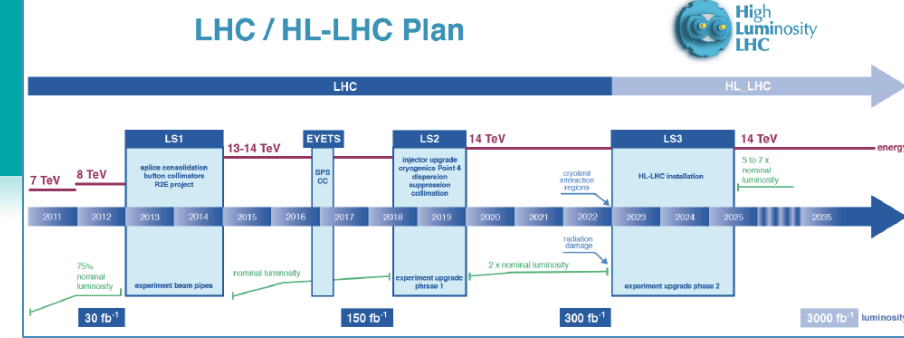 LHC / HL-LHC Plan
High
Luminosity
LHC
LHC
HL_LHC
LS1
EYETS
LS2
14 TeV
LS3
14 TeV
13-14 TeV
energy
7 TeV
8 TeV
splice consolidation
button collimators
R2E project
SPS
CC
injector upgrade
cryogenics Point 4
dispersion
suppression
collimation
cryolimit
interaction
regions
HL-LHC installation
5 to 7 x
nominal
luminosity
2011
2012
2013
2014
2015
2016
2017
2018
2019
2020
2021
2022
2023
2024
2025
2035
radiation
damage
75%
nominal
luminosity
nominal luminosity
2 x nominal luminosity
experiment beam pipes
experiment upgrade
phrase 1
experiment upgrade phase 2
30 fb-1
150 fb-1
300 fb-1
3000 fb-1
luminosity